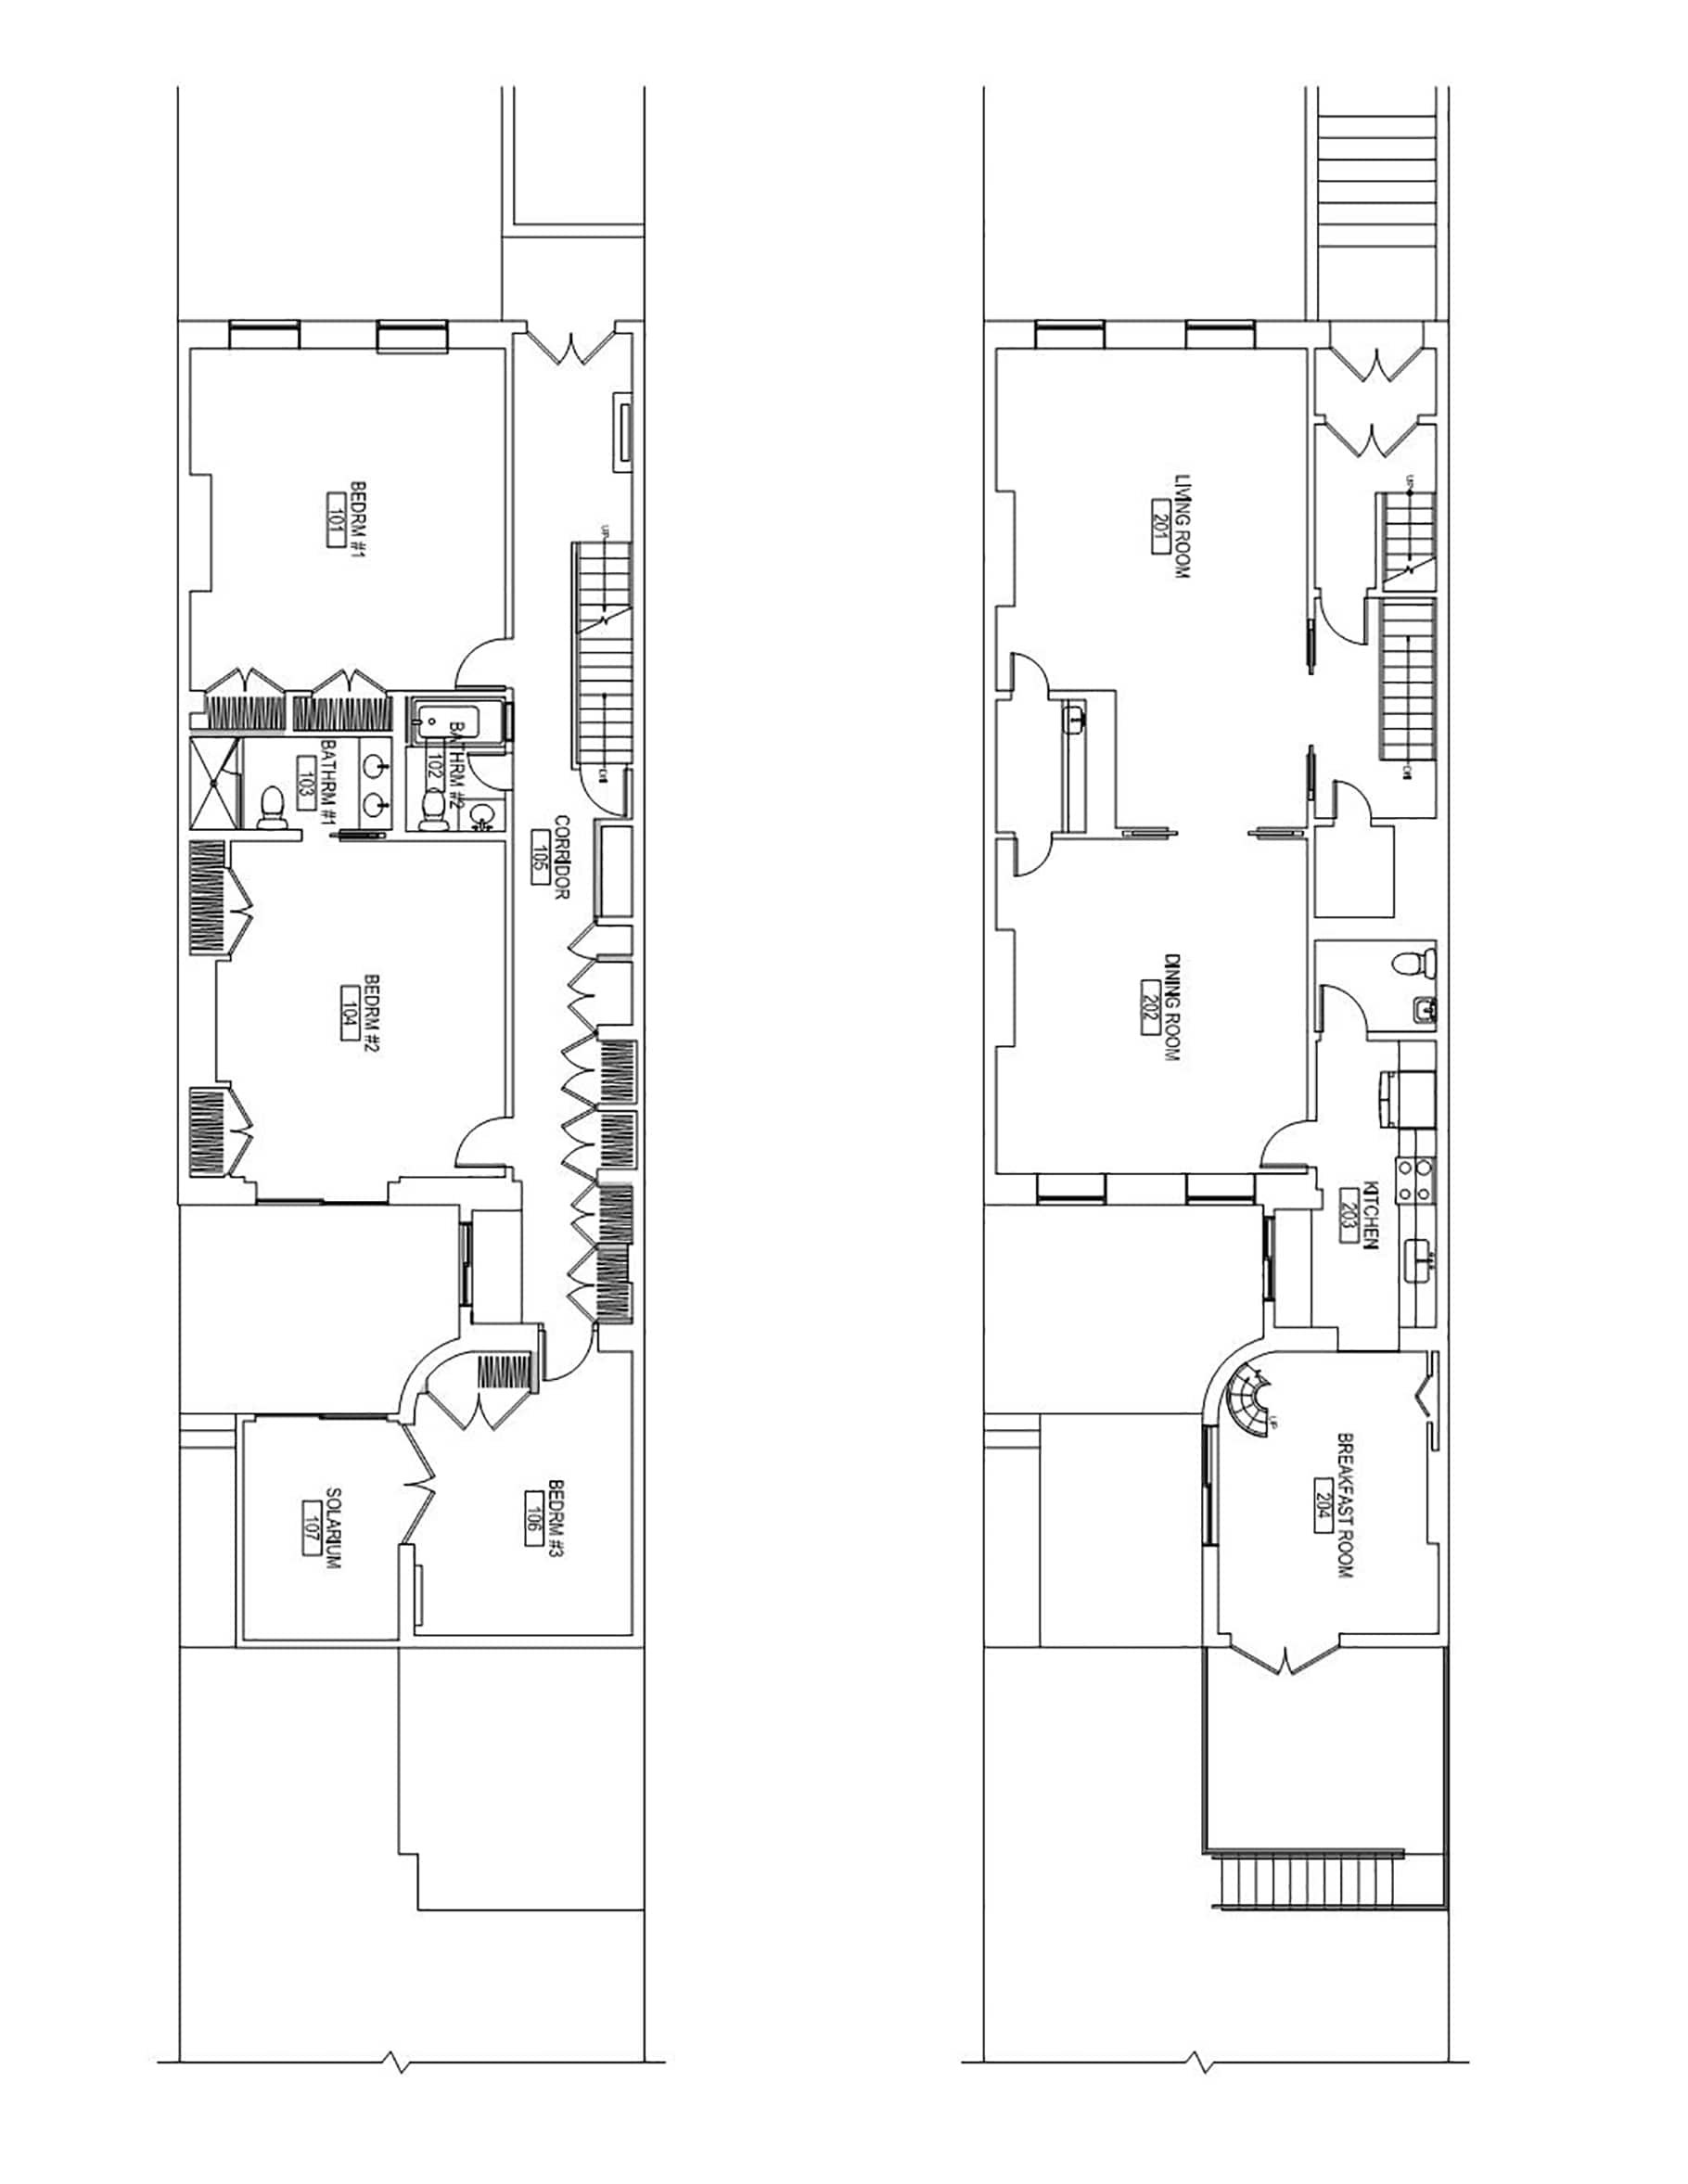 BEDRM #1
101
UP
BATHRM #2
102
BATHRM #1
103
DN
CORRIDOR
105
BEDRM #2
104
BEDRM #3
106
SOLARIUM
107
UP
LIVING ROOM
201
DN
DINING ROOM
202
KITCHEN
203
UP
BREAKFAST ROOM
204